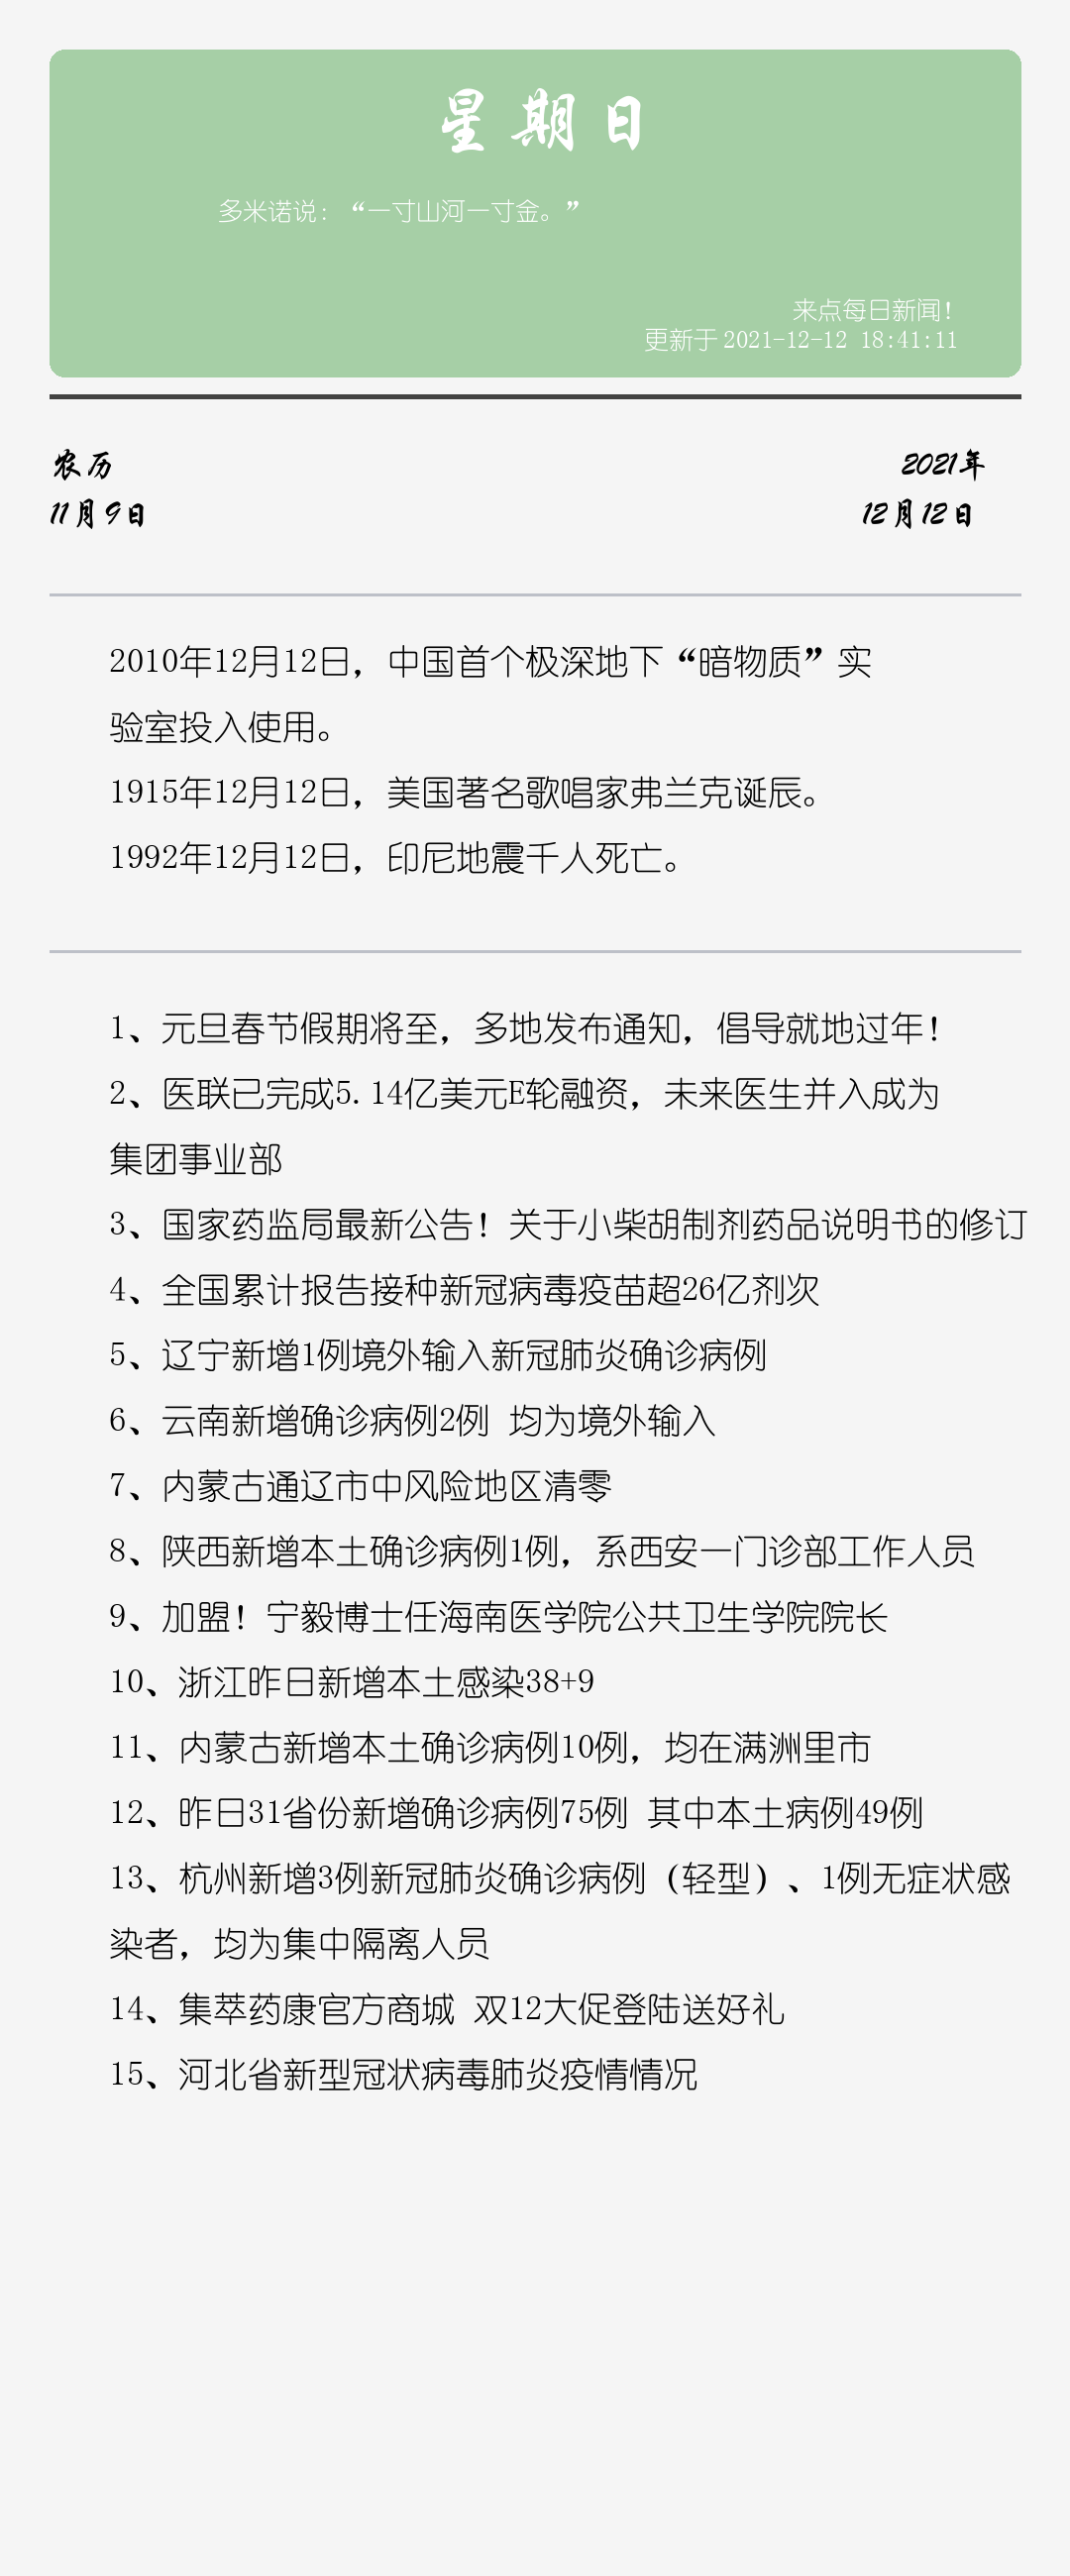 星期日
多米诺说：“一寸山河一寸金。”
来点每日新闻！
更新于 2021-12-12 18:41:11
农历
2021年
11月9日
12月12日
2010年12月12日，中国首个极深地下“暗物质”实
验室投入使用。
1915年12月12日，美国著名歌唱家弗兰克诞辰。
1992年12月12日，印尼地震千人死亡。
1、元旦春节假期将至，多地发布通知，倡导就地过年！
2、医联已完成5.14亿美元E轮融资，未来医生并入成为
集团事业部
3、国家药监局最新公告！关于小柴胡制剂药品说明书的修订
4、全国累计报告接种新冠病毒疫苗超26亿剂次
5、辽宁新增1例境外输入新冠肺炎确诊病例
6、云南新增确诊病例2例 均为境外输入
7、内蒙古通辽市中风险地区清零
8、陕西新增本土确诊病例1例，系西安一门诊部工作人员
9、加盟！宁毅博士任海南医学院公共卫生学院院长
10、浙江昨日新增本土感染38+9
11、内蒙古新增本土确诊病例10例，均在满洲里市
12、昨日31省份新增确诊病例75例 其中本土病例49例
13、杭州新增3例新冠肺炎确诊病例（轻型）、1例无症状感
染者，均为集中隔离人员
14、集萃药康官方商城 双12大促登陆送好礼
15、河北省新型冠状病毒肺炎疫情情况